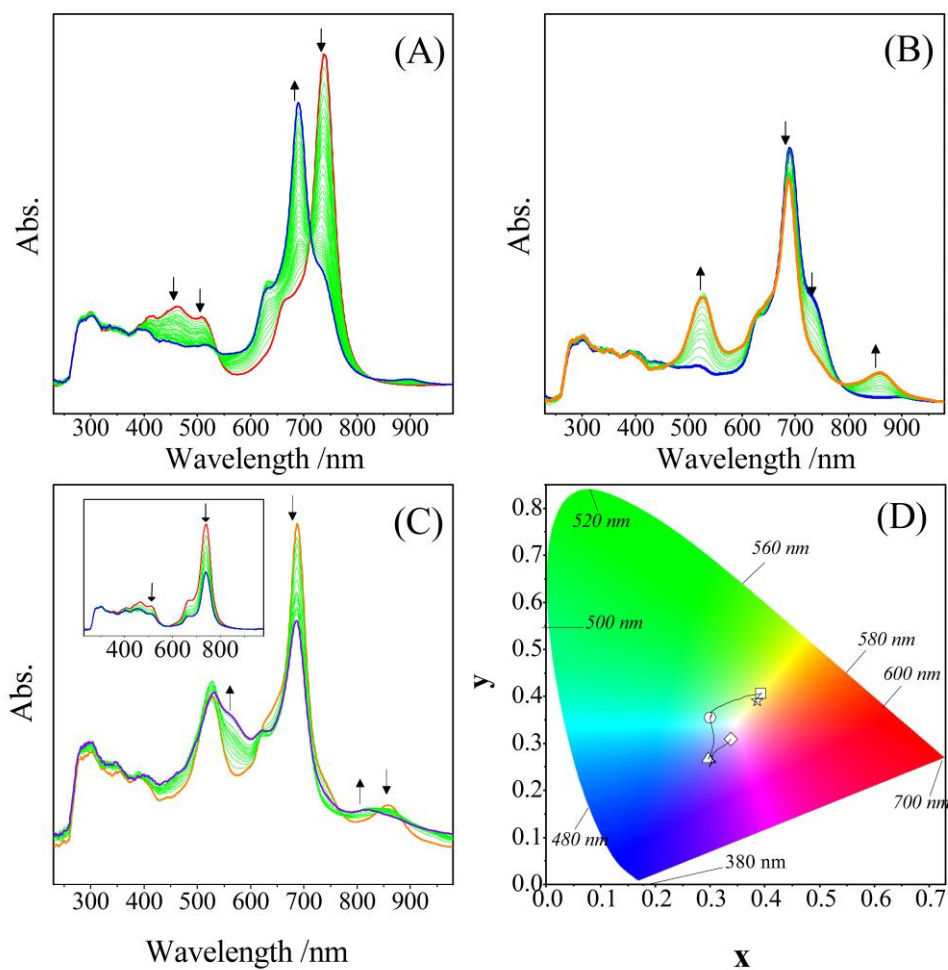 (A)
Abs.
300 400 500 600 700 800 900
Wavelength /nm
(B)
Abs.
300 400 500 600 700 800 900
Wavelength /nm
(C)
400 600 800
Abs.
300 400 500 600 700 800 900
Wavelength /nm
(D)
0.8
0.7
0.6
0.5
0.4
0.3
0.2
0.1
0.0
y
520 nm
560 nm
500 nm
580 nm
600 nm
700 nm
480 nm
380 nm
0.0 0.1 0.2 0.3 0.4 0.5 0.6 0.7
x